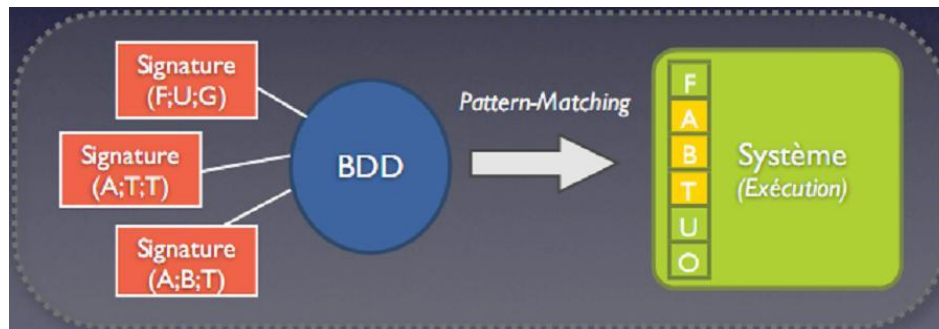 Signature
(F;U;G)
Signature
(A;T;T)
Signature
(A;B;T)
BDD
Pattern-Matching
F
A
B
T
U
O
Système
(Exécution)